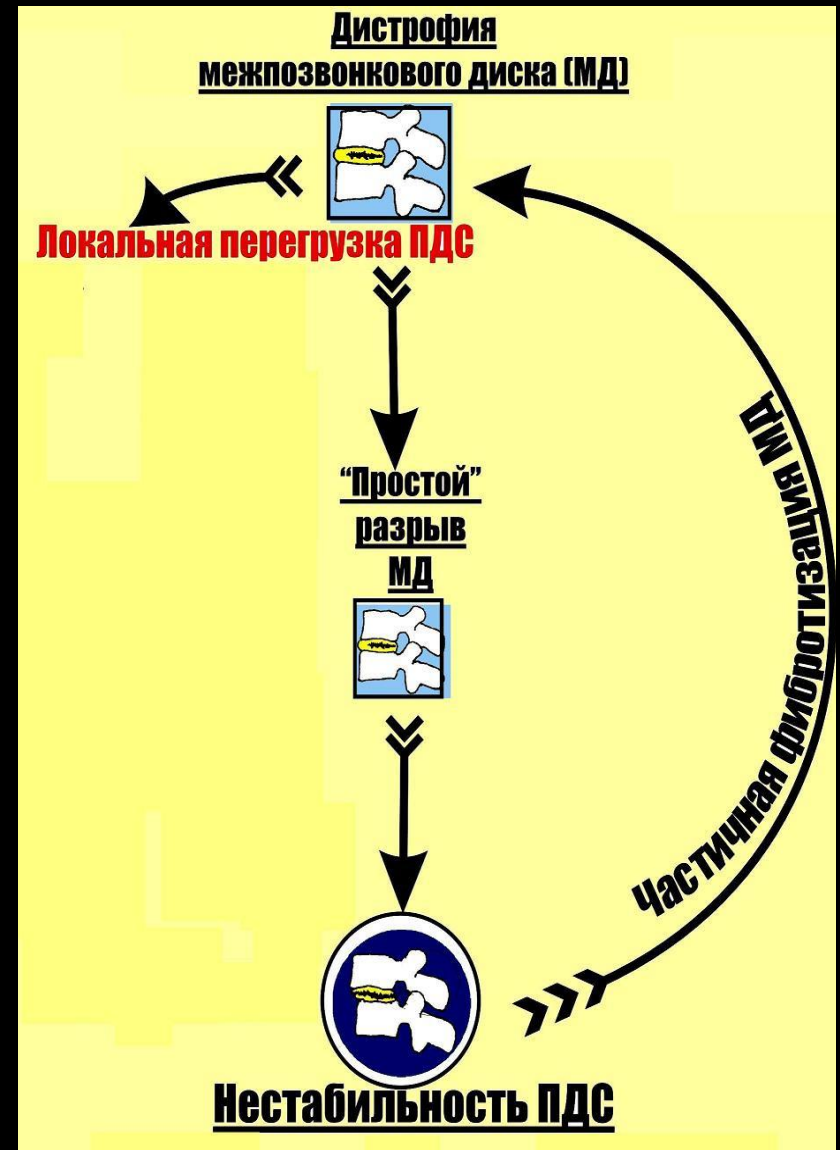 Дистрофия
межпозвонкового диска (МД)
Локальная перегрузка ПДС
“Простой”
разрыв
МД
Частичная фибротизация МД
Нестабильность ПДС